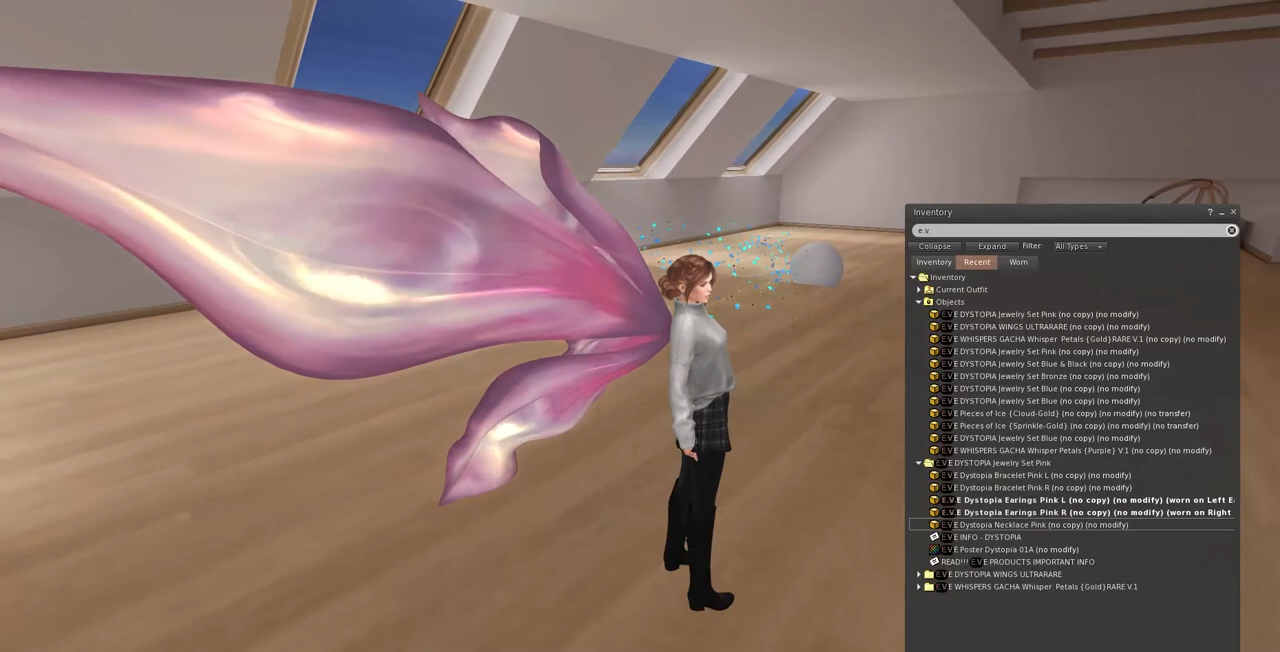 Inventory
? _ ×
e.v.
Collapse Expand Filter: All Types
Inventory Recent Worn
Inventory
Current Outfit
Objects
E.V.E DYSTOPIA Jewelry Set Pink (no copy) (no modify)
E.V.E DYSTOPIA WINGS ULTRARARE (no copy) (no modify)
E.V.E WHISPERS GACHA Whisper Petals {Gold}RARE V.1 (no copy) (no modify)
E.V.E DYSTOPIA Jewelry Set Pink (no copy) (no modify)
E.V.E DYSTOPIA Jewelry Set Blue & Black (no copy) (no modify)
E.V.E DYSTOPIA Jewelry Set Bronze (no copy) (no modify)
E.V.E DYSTOPIA Jewelry Set Blue (no copy) (no modify)
E.V.E DYSTOPIA Jewelry Set Blue (no copy) (no modify)
E.V.E Pieces of Ice {Cloud-Gold} (no copy) (no modify) (no transfer)
E.V.E Pieces of Ice {Sprinkle-Gold} (no copy) (no modify) (no transfer)
E.V.E DYSTOPIA Jewelry Set Blue (no copy) (no modify)
E.V.E WHISPERS GACHA Whisper Petals {Purple} V.1 (no copy) (no modify)
E.V.E DYSTOPIA Jewelry Set Pink
E.V.E Dystopia Bracelet Pink L (no copy) (no modify)
E.V.E Dystopia Bracelet Pink R (no copy) (no modify)
E.V.E Dystopia Earings Pink L (no copy) (no modify) (worn on Left E
E.V.E Dystopia Earings Pink R (no copy) (no modify) (worn on Right
E.V.E Dystopia Necklace Pink (no copy) (no modify)
E.V.E INFO - DYSTOPIA
E.V.E Poster Dystopia 01A (no modify)
READ!!! E.V.E PRODUCTS IMPORTANT INFO
E.V.E DYSTOPIA WINGS ULTRARARE
E.V.E WHISPERS GACHA Whisper Petals {Gold}RARE V.1